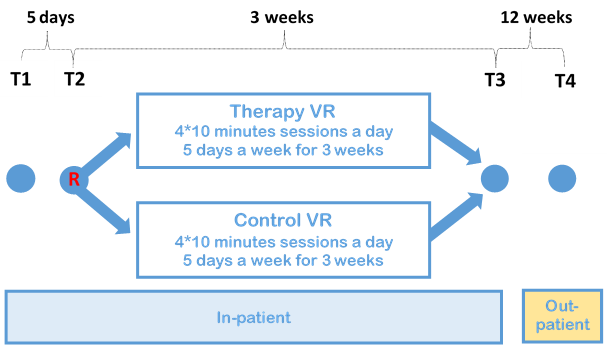 5 days
3 weeks
12 weeks
T1
T2
T3
T4
Therapy VR
4*10 minutes sessions a day
5 days a week for 3 weeks
R
Control VR
4*10 minutes sessions a day
5 days a week for 3 weeks
In-patient
Out-
patient